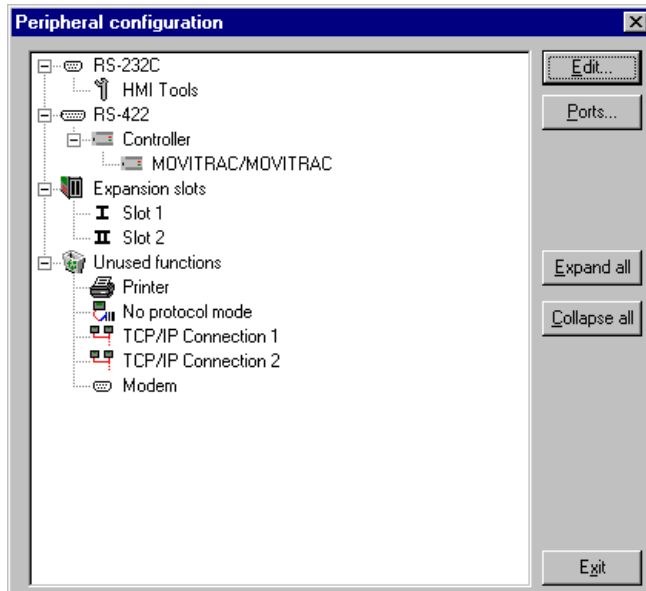 Peripheral configuration
RS-232C
HMI Tools
RS-422
Controller
MOVITRAC/MOVITRAC
Expansion slots
I Slot 1
II Slot 2
Unused functions
Printer
No protocol mode
TCP/IP Connection 1
TCP/IP Connection 2
Modem
Edit...
Ports...
Expand all
Collapse all
Exit